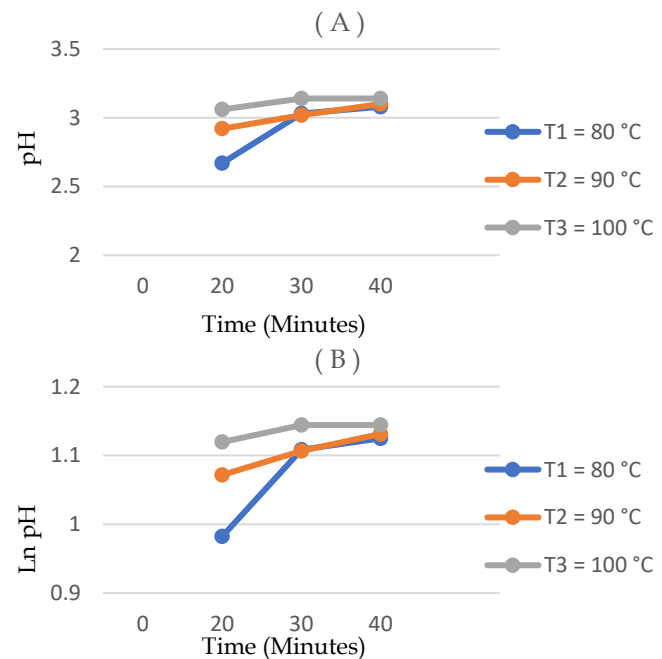 ( A )
3.5
3
2.5
2
pH
0 20 30 40
Time (Minutes)
T1 = 80 °C
T2 = 90 °C
T3 = 100 °C
( B )
1.2
1.1
1
0.9
Ln pH
0 20 30 40
Time (Minutes)
T1 = 80 °C
T2 = 90 °C
T3 = 100 °C